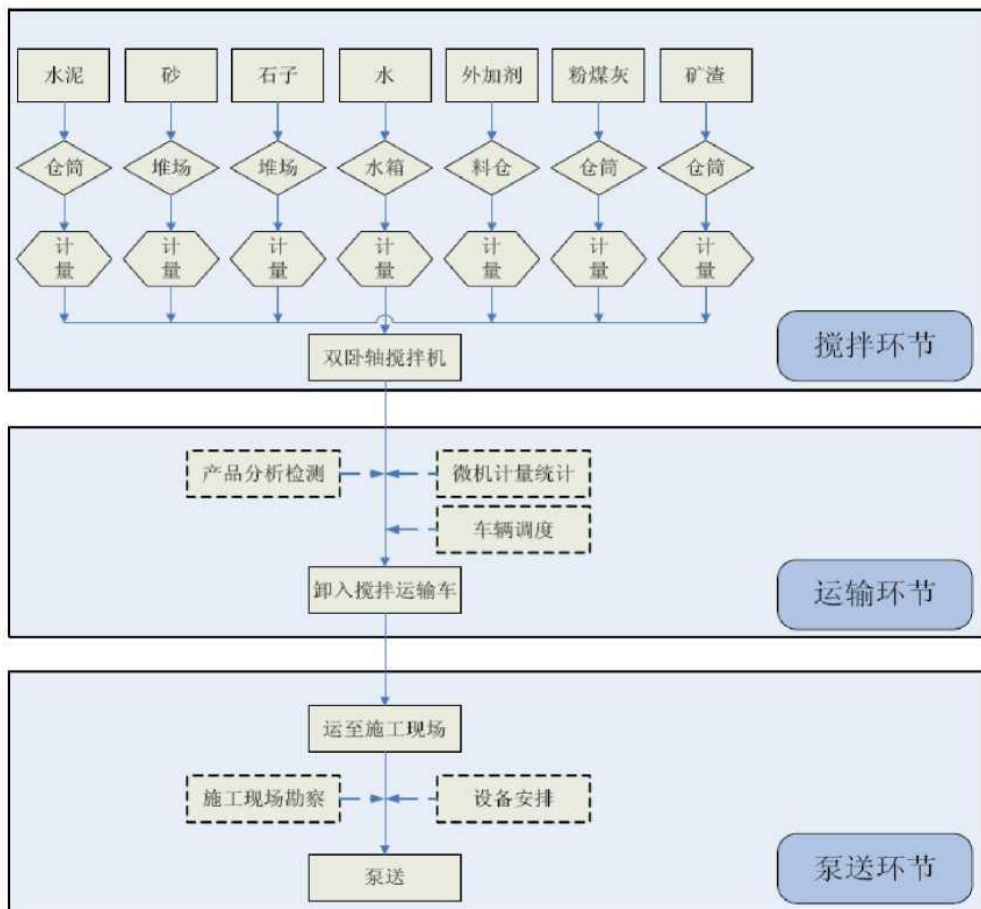 水泥 砂 石子 水 外加剂 粉煤灰 矿渣
仓筒 堆场 堆场 水箱 料仓 仓筒 仓筒
计 计 计 计 计 计 计
量 量 量 量 量 量 量
搅拌环节
双卧轴搅拌机
产品分析检测 微机计量统计
车辆调度
卸入搅拌运输车
运输环节
运至施工现场
施工现场勘察 设备安排
泵送
泵送环节